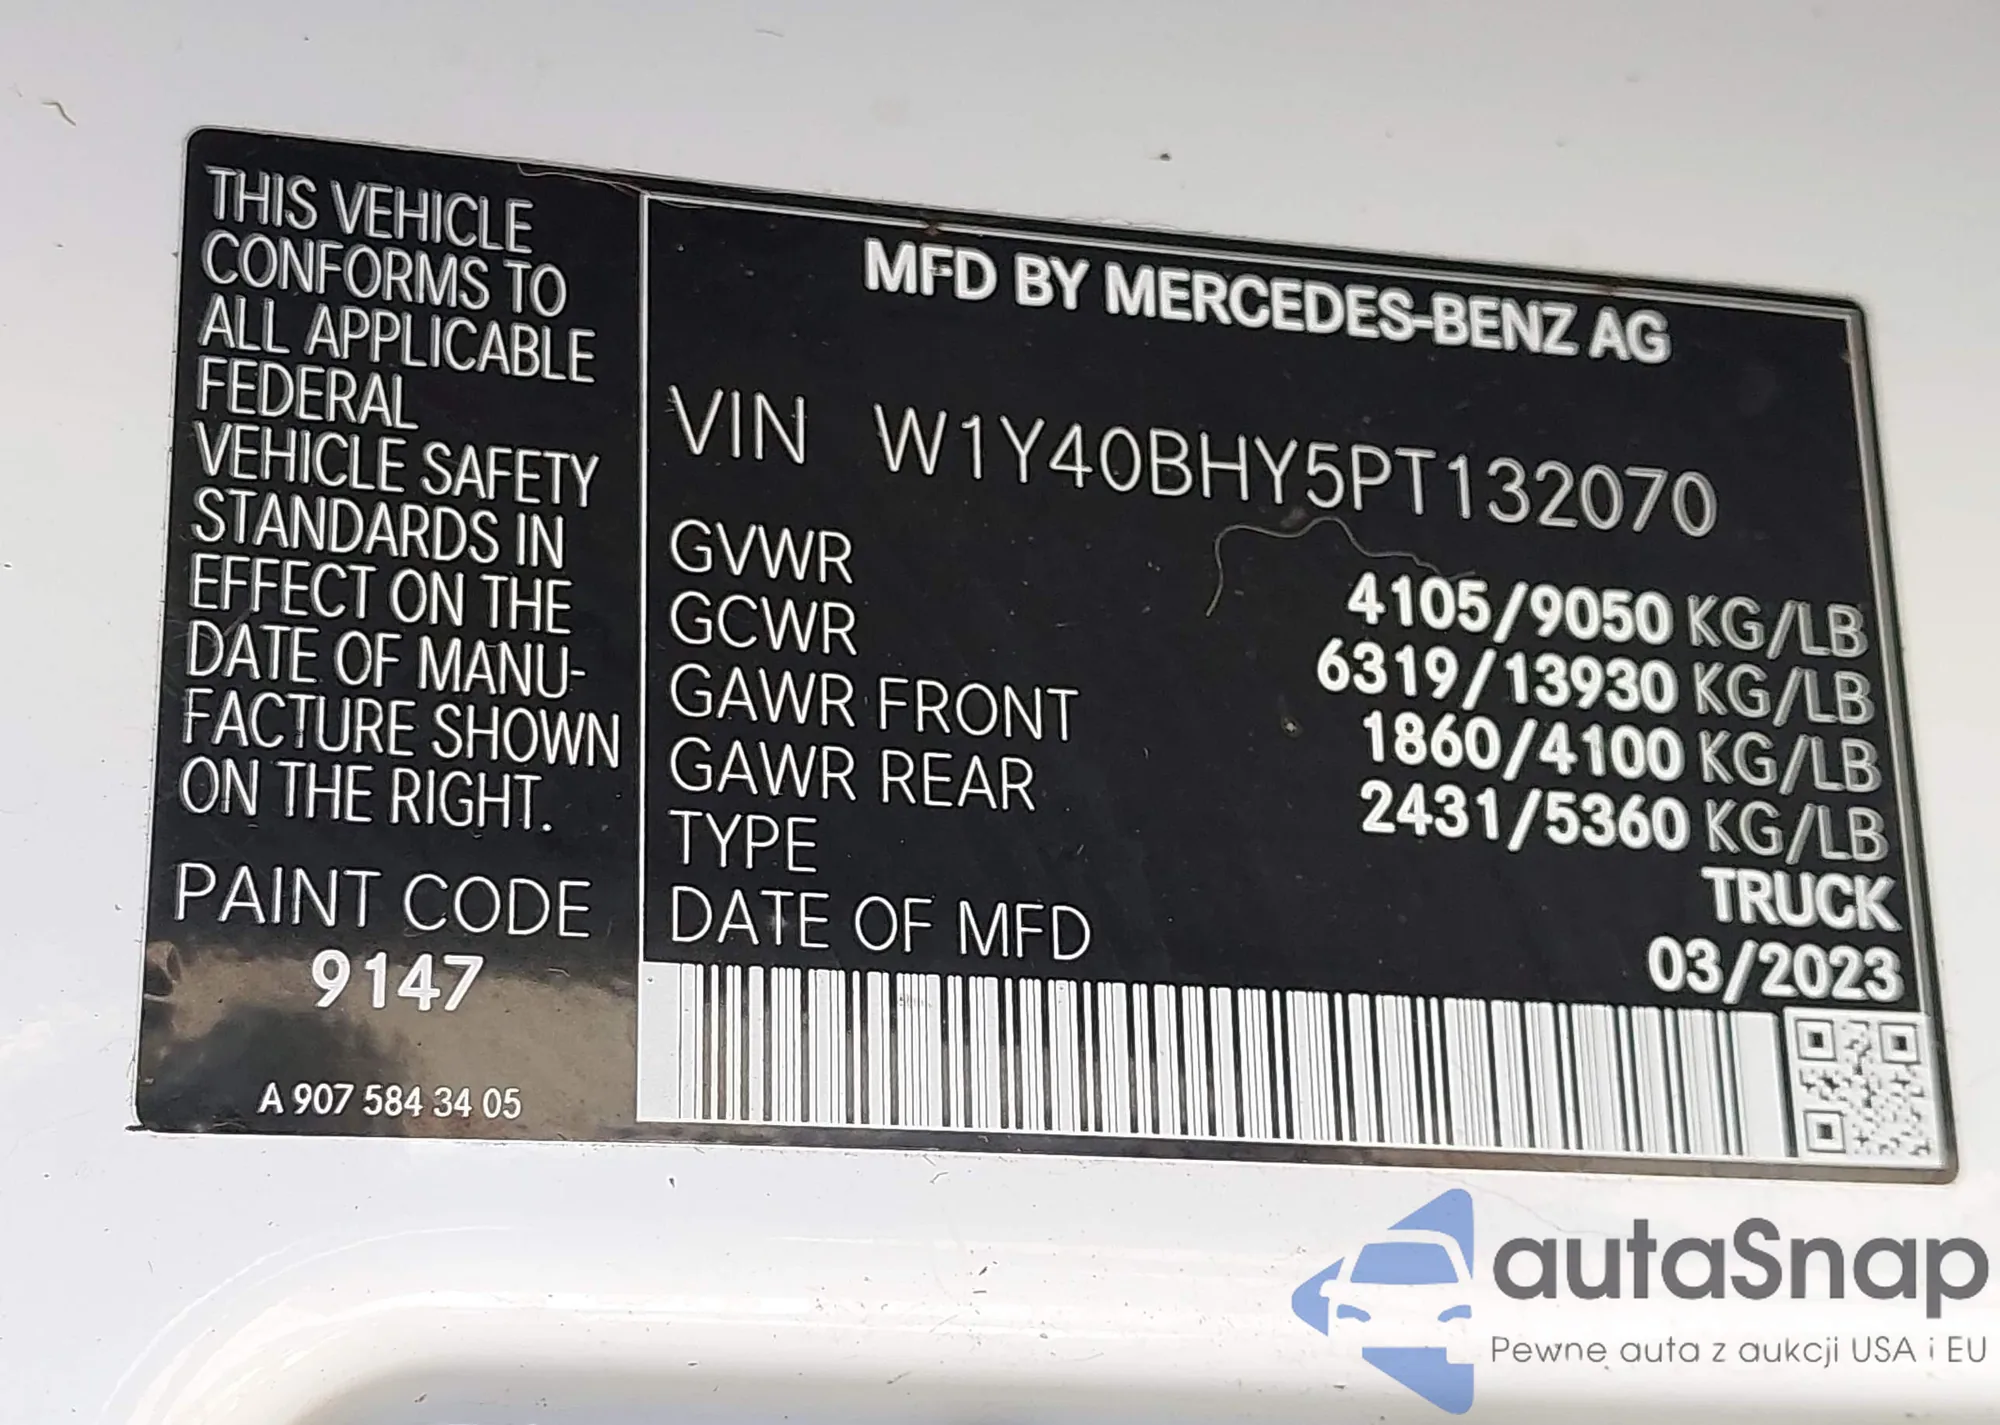 THIS VEHICLE
CONFORMS TO
ALL APPLICABLE
FEDERAL
VEHICLE SAFETY
STANDARDS IN
EFFECT ON THE
DATE OF MANU-
FACTURE SHOWN
ON THE RIGHT.
PAINT CODE
9147
A 907 584 34 05
MFD BY MERCEDES-BENZ AG
VIN W1Y40BHY5PT132070
GVWR 4105/9050 KG/LB
GCWR 6319/13930 KG/LB
GAWR FRONT 1860/4100 KG/LB
GAWR REAR 2431/5360 KG/LB
TYPE TRUCK
DATE OF MFD 03/2023
autaSnap
Pewne auta z aukcji USA i EU